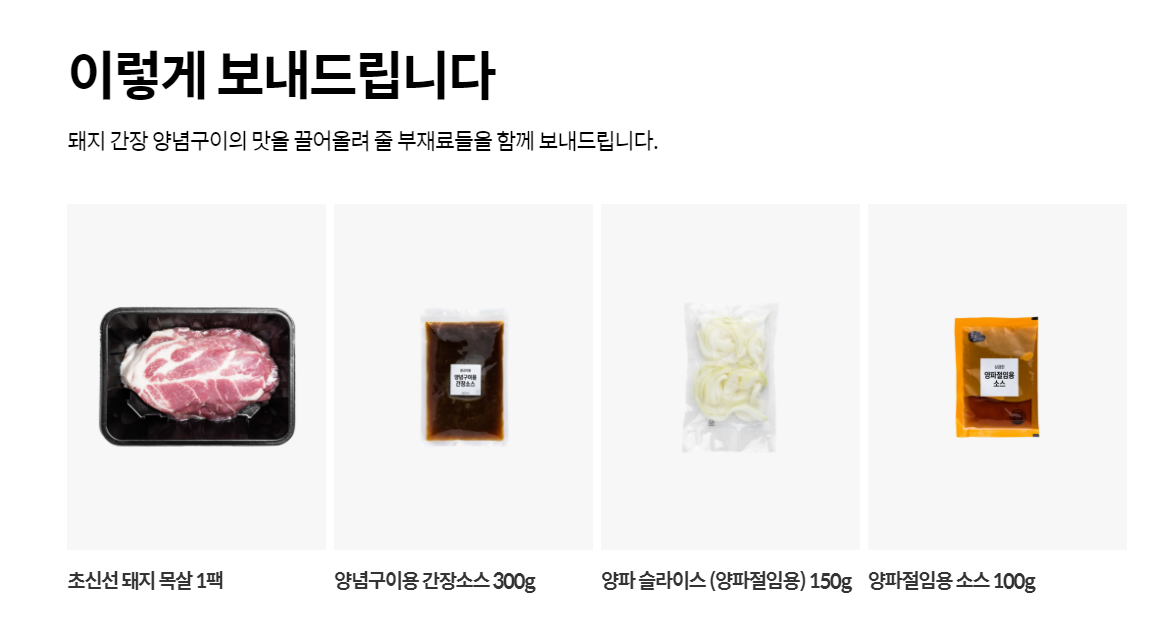 이렇게 보내드립니다
돼지 간장 양념구이의 맛을 끌어올려 줄 부재료들을 함께 보내드립니다.
양념구이용
간장소스
양파절임용
소스
초신선 돼지 목살 1팩
양념구이용 간장소스 300g
양파 슬라이스 (양파절임용) 150g
양파절임용 소스 100g